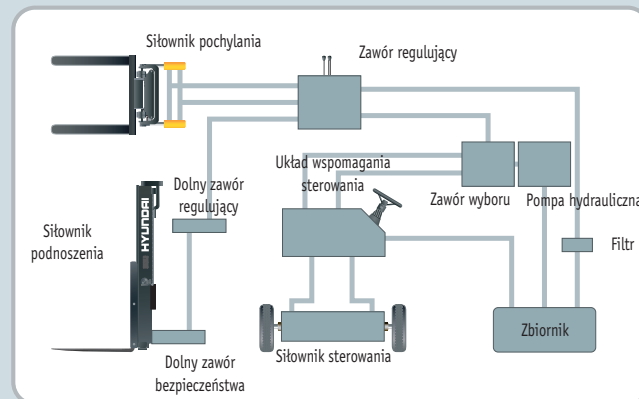 Siłownik pochylania
Zawór regulujący
Układ wspomagania
sterowania
Zawór wyboru
Pompa hydrauliczna
Dolny zawór
regulujący
HYUNDAI
Siłownik
podnoszenia
Filtr
Zbiornik
Siłownik sterowania
Dolny zawór
bezpieczeństwa